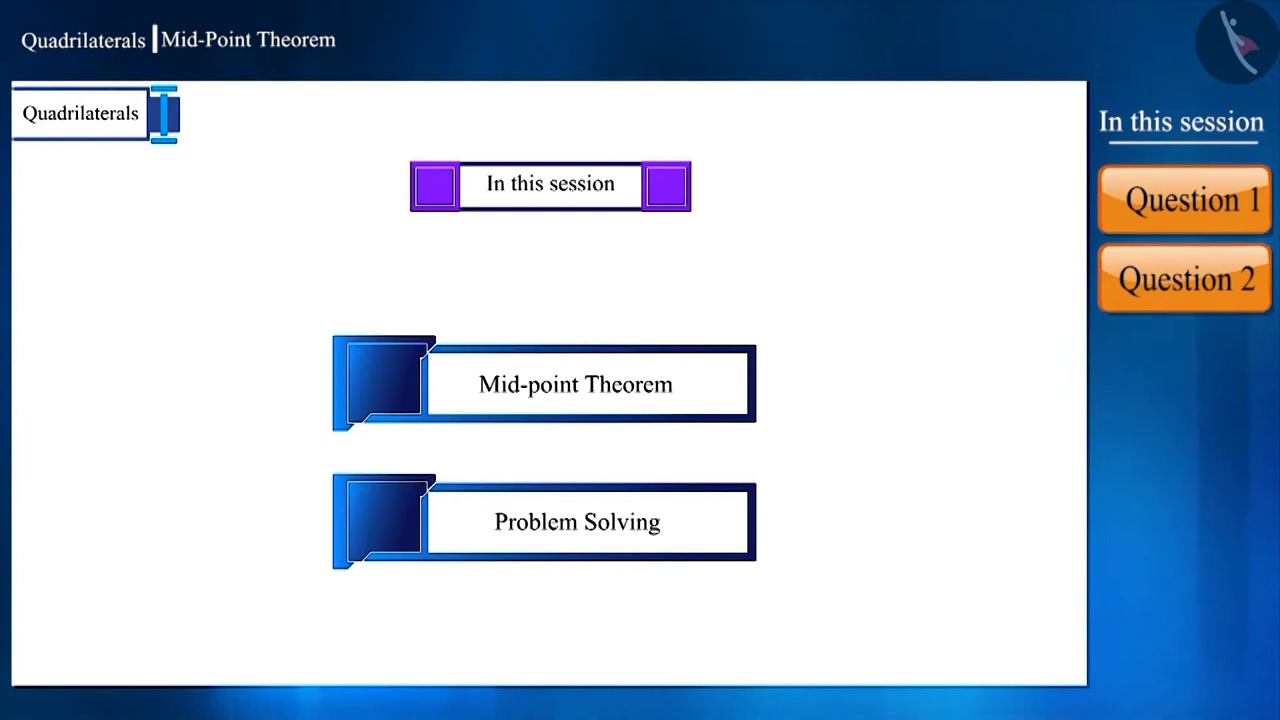 Quadrilaterals | Mid-Point Theorem
Quadrilaterals
In this session
Mid-point Theorem
Problem Solving
In this session
Question 1
Question 2